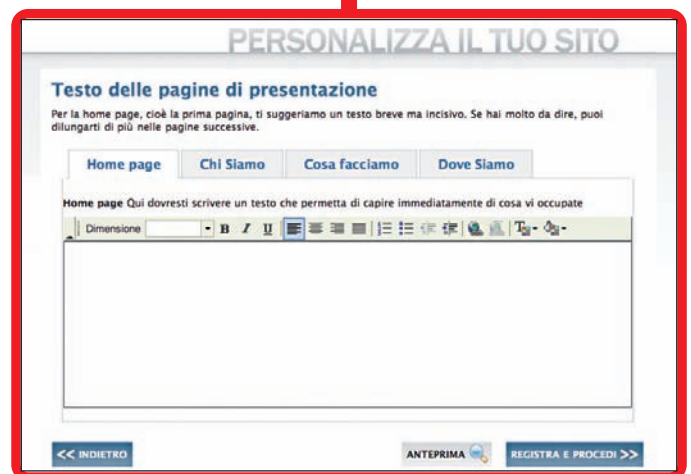 PERSONALIZZA IL TUO SITO
Testo delle pagine di presentazione
Per la home page, cioè la prima pagina, ti suggeriamo un testo breve ma incisivo. Se hai molto da dire, puoi
dilungarti di più nelle pagine successive.
Home page Chi Siamo Cosa facciamo Dove Siamo
Home page Qui dovresti scrivere un testo che permetta di capire immediatamente di cosa vi occupate
Dimensione B I U T
<< INDIETRO ANTEPRIMA REGISTRA E PROCEDI >>